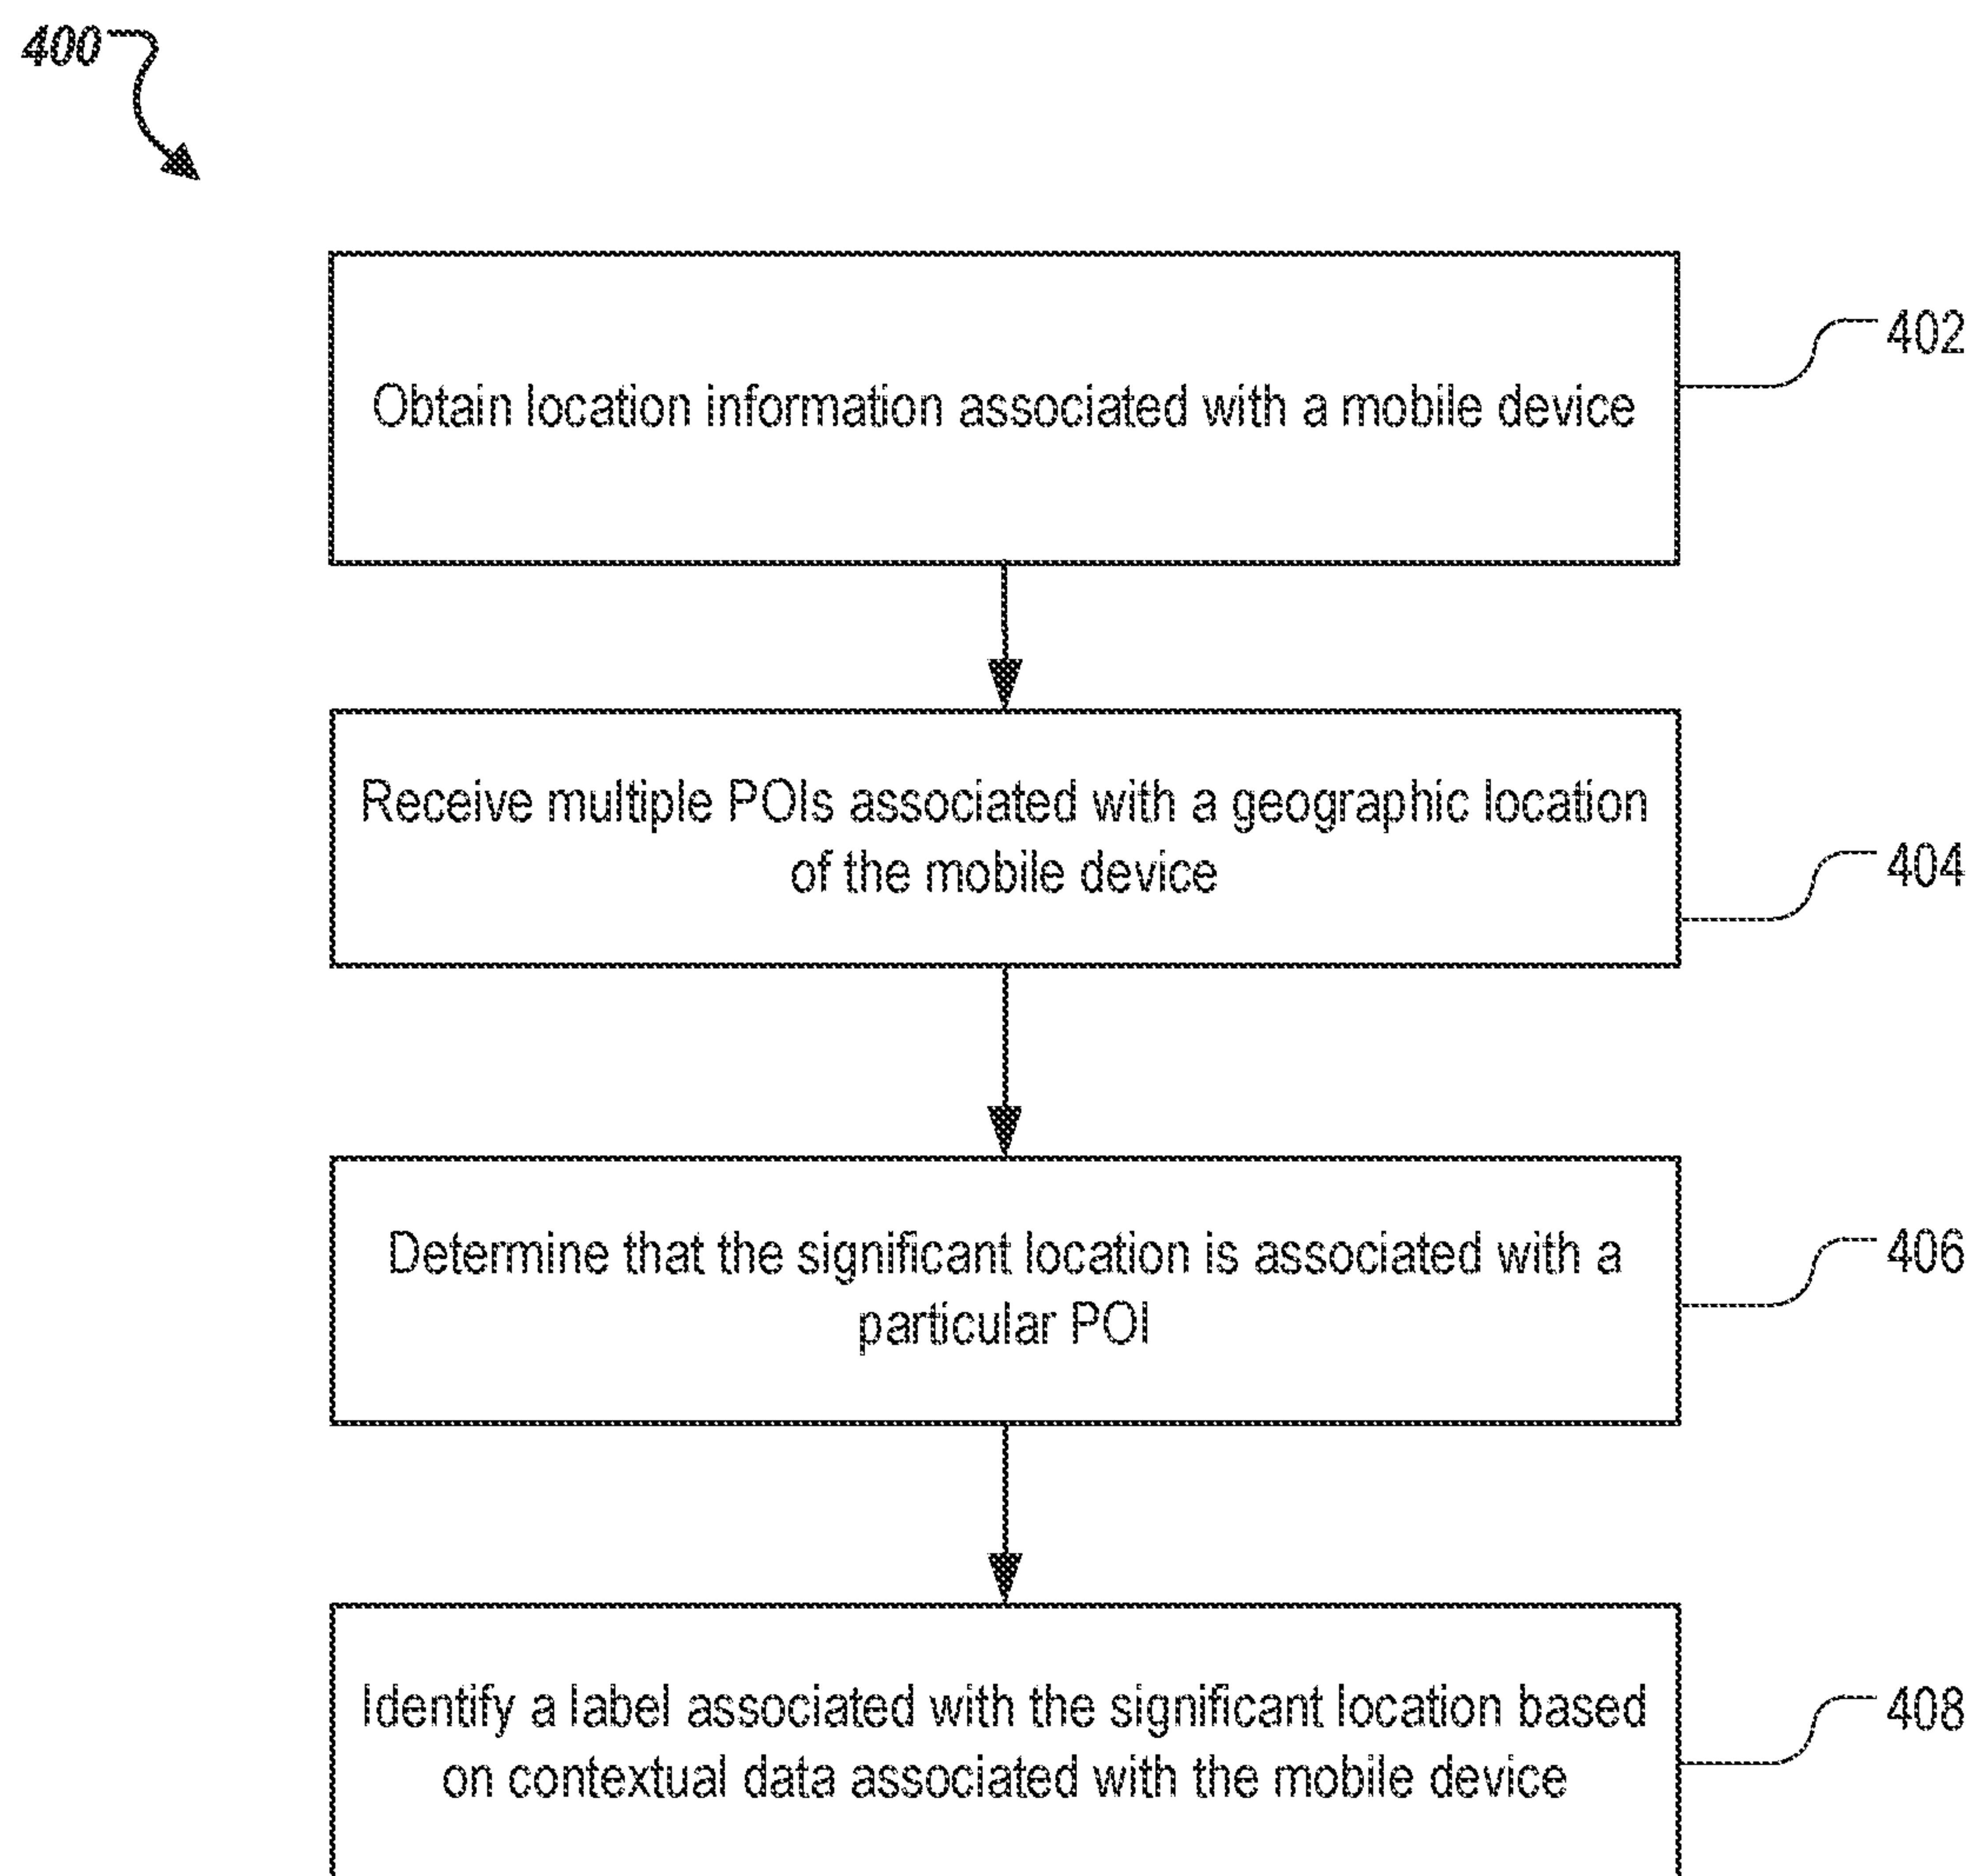 400
Obtain location information associated with a mobile device
402
Receive multiple POIs associated with a geographic location
of the mobile device
404
Determine that the significant location is associated with a
particular POI
406
Identify a label associated with the significant location based
on contextual data associated with the mobile device
408